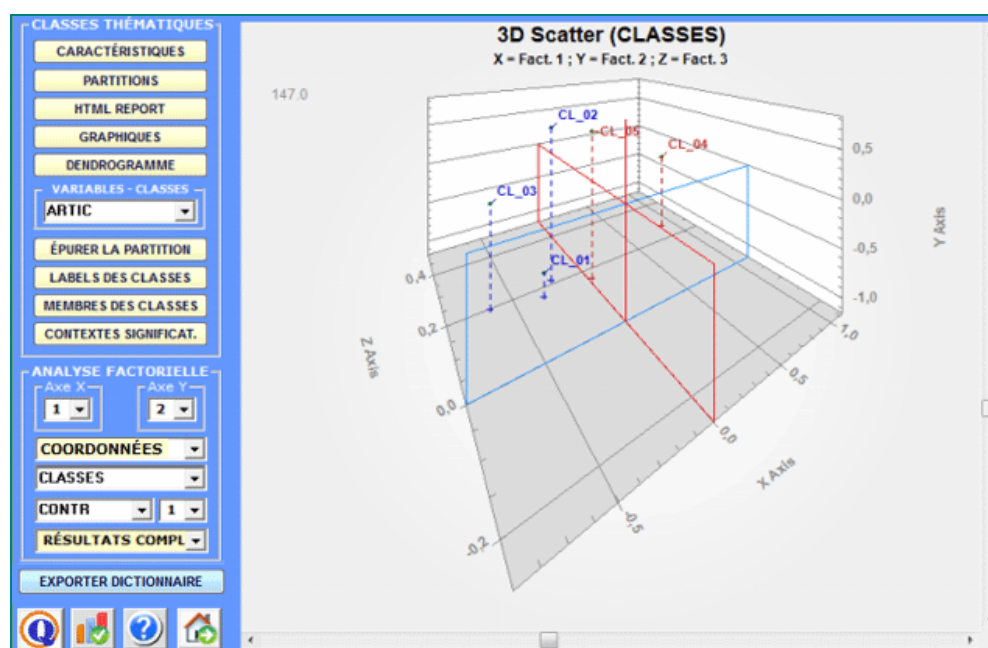 CLASSES THÉMATIQUES
CARACTÉRISTIQUES
PARTITIONS
HTML REPORT
GRAPHIQUES
DENDROGRAMME
VARIABLES - CLASSES
ARTIC
ÉPURER LA PARTITION
LABELS DES CLASSES
MEMBRES DES CLASSES
CONTEXTES SIGNIFICAT.
ANALYSE FACTORIELLE
Axe X Axe Y
1 2
COORDONNÉES
CLASSES
CONTR 1
RÉSULTATS COMPL
EXPORTER DICTIONNAIRE
Q ?
3D Scatter (CLASSES)
X = Fact. 1 ; Y = Fact. 2 ; Z = Fact. 3
147.0
CL_02
CL_05
CL_04
CL_03
CL_01
0,5
0,0
-0,5
-1,0
Y Axis
0,4
0,2
0,0
-0,2
Z Axis
1,0
0,5
0,0
-0,5
X Axis